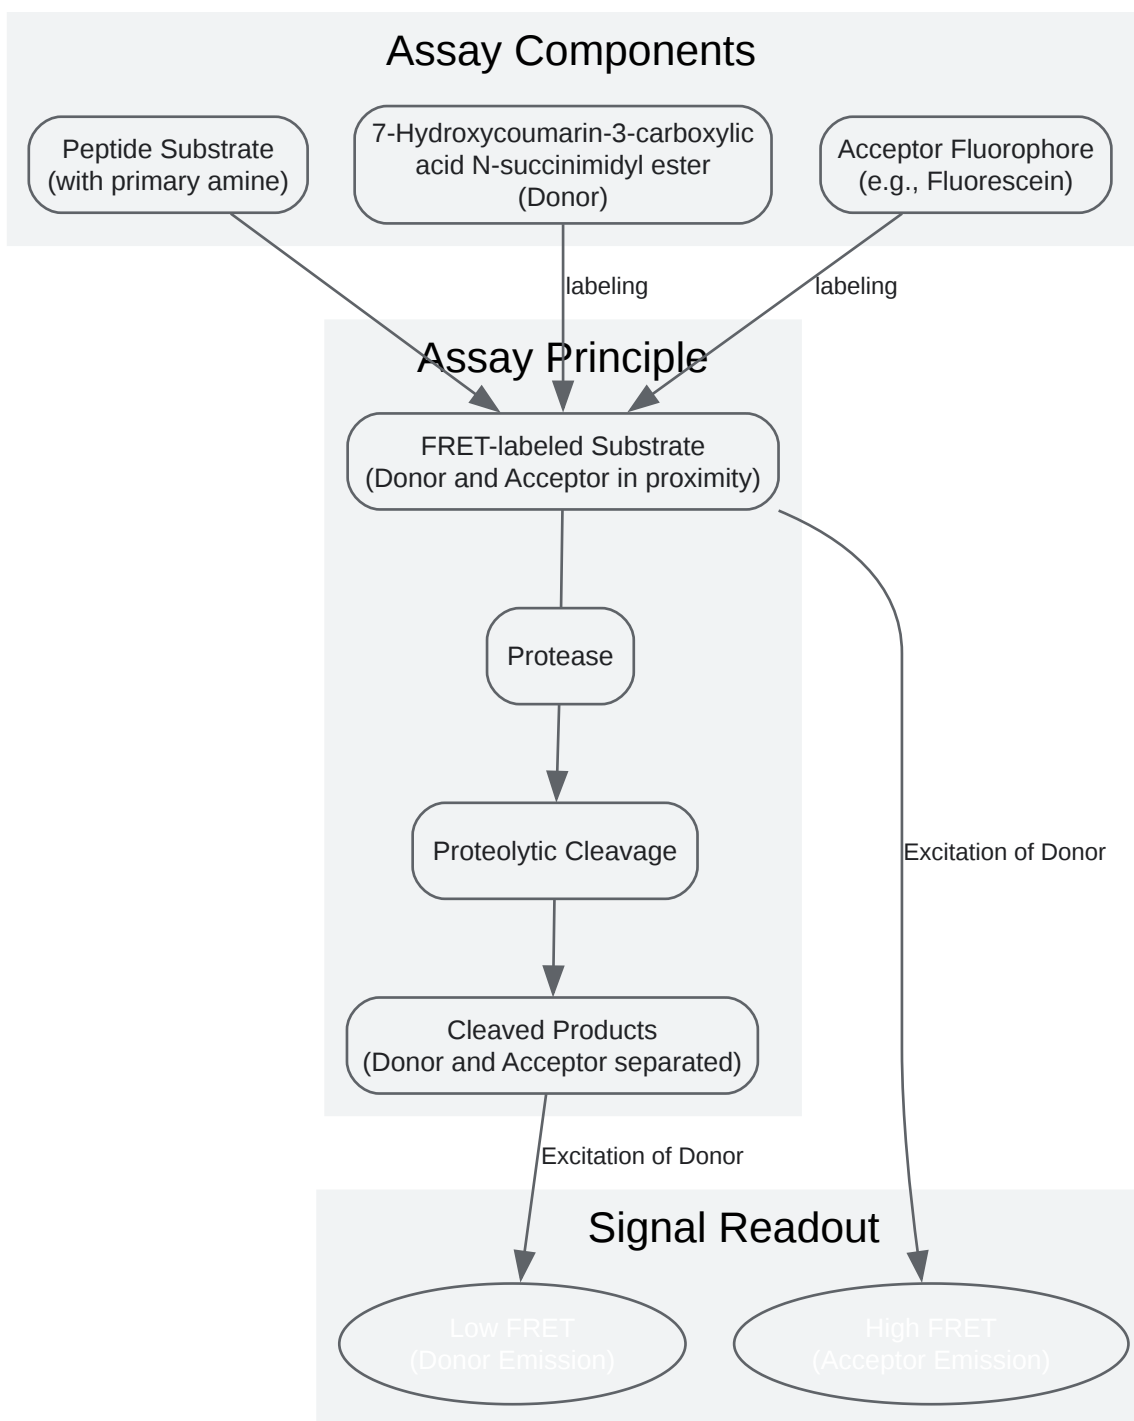 Assay Components
Peptide Substrate
(with primary amine)
7-Hydroxycoumarin-3-carboxylic
acid N-succinimidyl ester
(Donor)
Acceptor Fluorophore
(e.g., Fluorescein)
labeling
labeling
Assay Principle
FRET-labeled Substrate
(Donor and Acceptor in proximity)
Protease
Proteolytic Cleavage
Excitation of Donor
Cleaved Products
(Donor and Acceptor separated)
Excitation of Donor
Signal Readout
Low FRET
(Donor Emission)
High FRET
(Acceptor Emission)